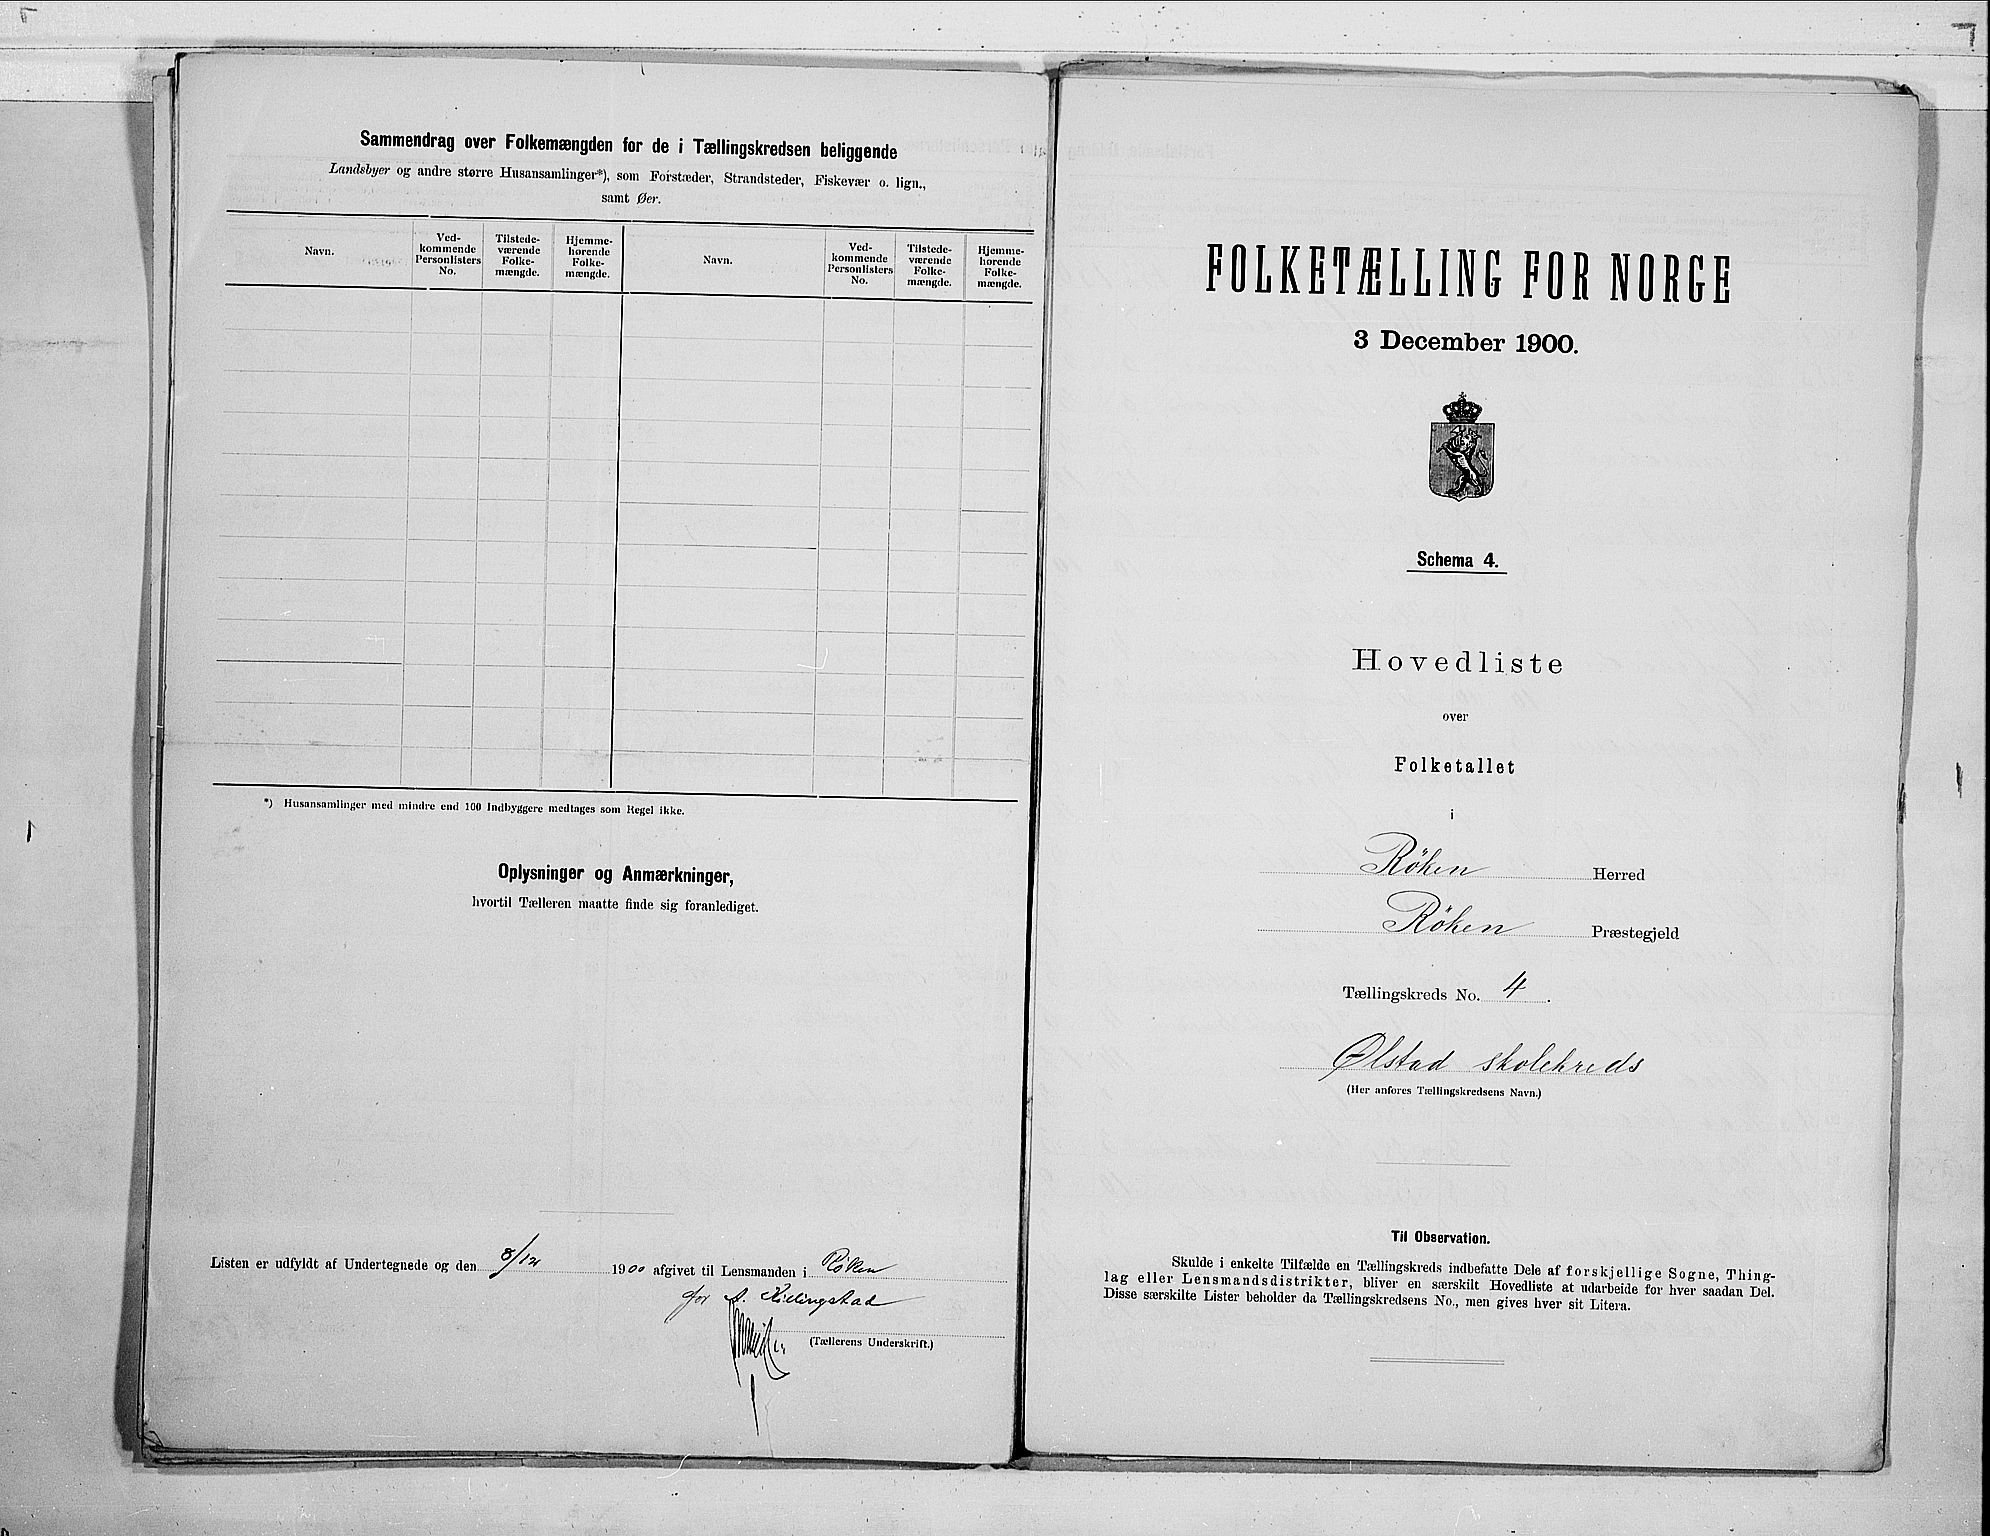 Sammendrag over Folkemængden for de i Tællingskredsen beliggende
Landsbyer og andre større Husansamlinger*), som Forstæder, Strandsteder, Fiskevær o. lign.,
samt Øer.
Navn.
Ved-
kommende
Personlisters
No.
Tilstede-
værende
Folke-
mængde.
Hjemme-
hørende
Folke-
mængde.
Navn.
Ved-
kommende
Personlisters
No.
Tilstede-
værende
Folke-
mængde.
Hjemme-
hørende
Folke-
mængde.
*) Husansamlinger med mindre end 100 Indbyggere medtages som Regel ikke.
Oplysninger og Anmærkninger,
hvortil Tælleren maatte finde sig foranlediget.
Listen er udfyldt af Undertegnede og den 8/12 1900 afgivet til Lensmanden i Røken
for A. Killingstad
(Tællerens Underskrift.)
FOLKETÆLLING FOR NORGE
3 December 1900.
Schema 4.
Hovedliste
over
Folketallet
i
Röken Herred
Röken Præstegjeld
Tællingskreds No. 4.
Ølstad skolekreds
(Her anføres Tællingskredsens Navn.)
Til Observation.
Skulde i enkelte Tilfælde en Tællingskreds indbefatte Dele af forskjellige Sogne, Thing-
lag eller Lensmandsdistrikter, bliver en særskilt Hovedliste at udarbeide for hver saadan Del.
Disse særskilte Lister beholder da Tællingskredsens No., men gives hver sit Litera.